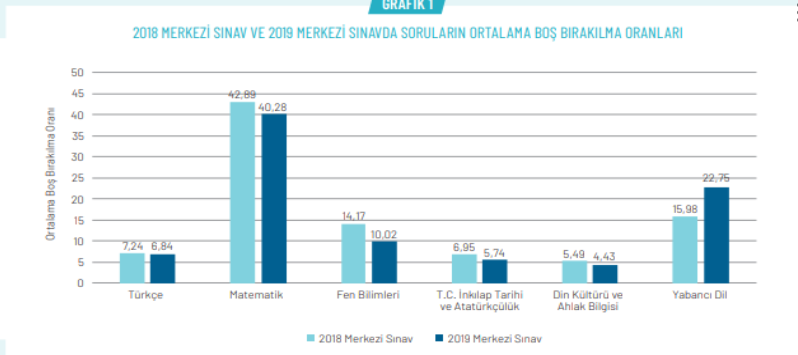 GRAFİK 1
2018 MERKEZİ SINAV VE 2019 MERKEZİ SINAVDA SORULARIN ORTALAMA BOŞ BIRAKILMA ORANLARI
Ortalama Boş Bırakılma Oranı
50
45
40
35
30
25
20
15
10
5
0
7,24 6,84
42,89
40,28
14,17
10,02
6,95
5,74
5,49
4,43
15,98
22,75
Türkçe
Matematik
Fen Bilimleri
T.C. İnkılap Tarihi
ve Atatürkçülük
Din Kültürü ve
Ahlak Bilgisi
Yabancı Dil
2018 Merkezi Sınav
2019 Merkezi Sınav